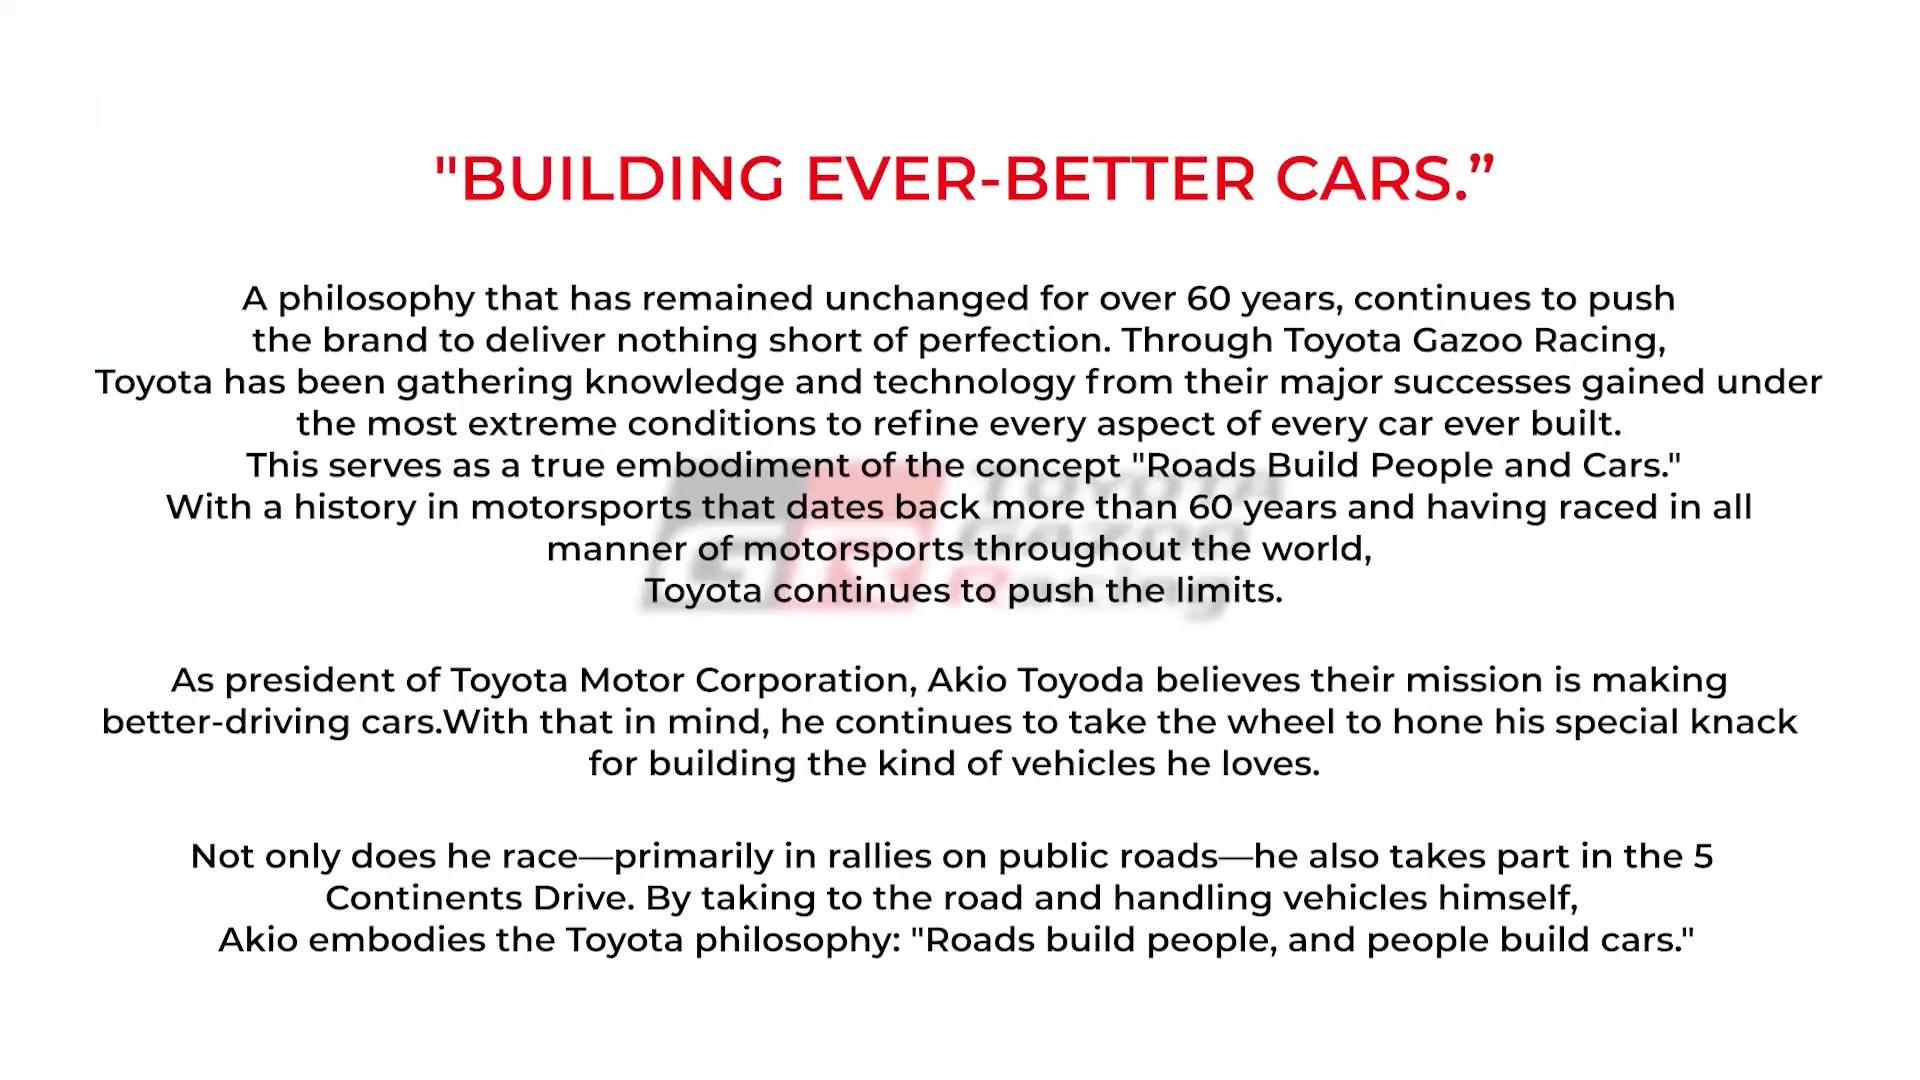 "BUILDING EVER-BETTER CARS.”
A philosophy that has remained unchanged for over 60 years, continues to push
the brand to deliver nothing short of perfection. Through Toyota Gazoo Racing,
Toyota has been gathering knowledge and technology from their major successes gained under
the most extreme conditions to refine every aspect of every car ever built.
This serves as a true embodiment of the concept "Roads Build People and Cars."
With a history in motorsports that dates back more than 60 years and having raced in all
manner of motorsports throughout the world,
Toyota continues to push the limits.
As president of Toyota Motor Corporation, Akio Toyoda believes their mission is making
better-driving cars.With that in mind, he continues to take the wheel to hone his special knack
for building the kind of vehicles he loves.
Not only does he race—primarily in rallies on public roads—he also takes part in the 5
Continents Drive. By taking to the road and handling vehicles himself,
Akio embodies the Toyota philosophy: "Roads build people, and people build cars."
GR
TOYOTA
Gazoo
Racing